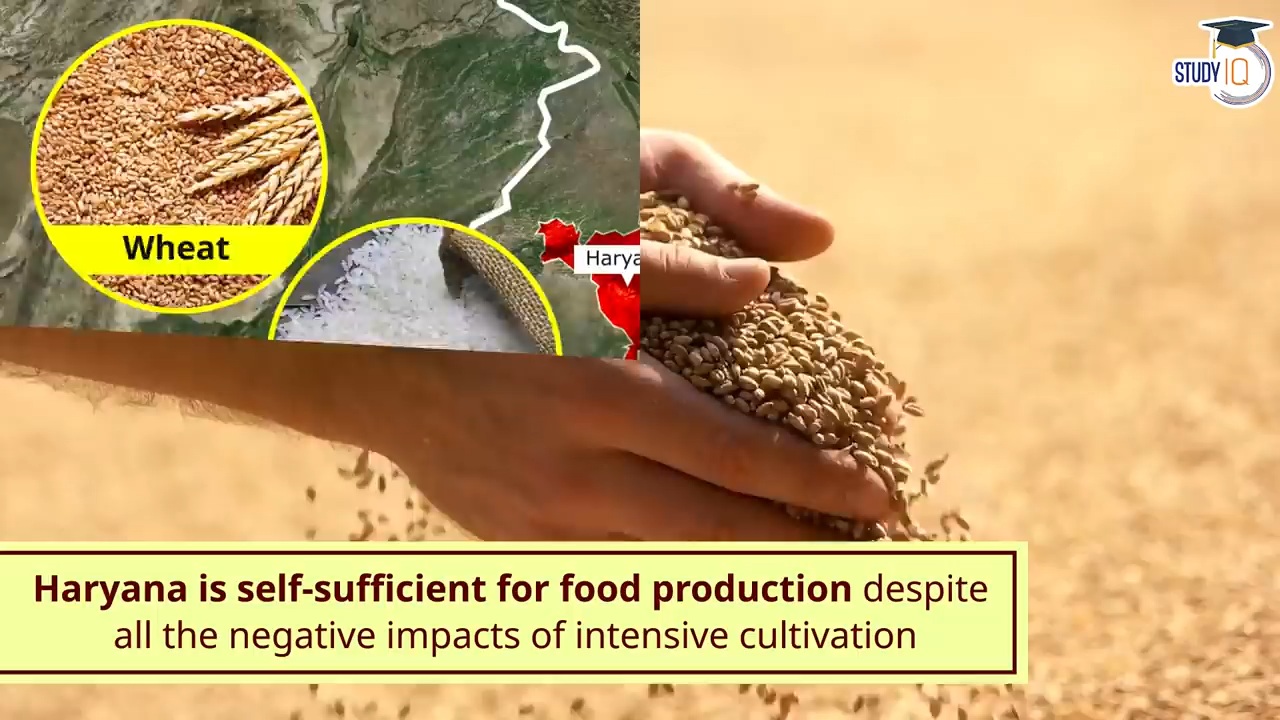 STUDY IQ
Wheat
Harya
Haryana is self-sufficient for food production despite
all the negative impacts of intensive cultivation